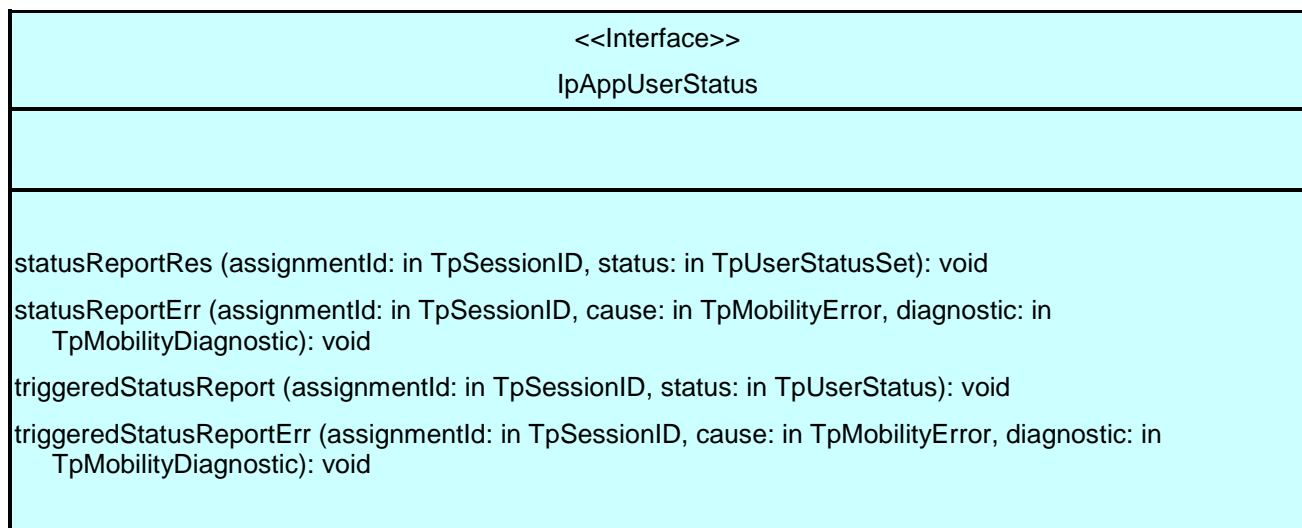 <<Interface>>
IpAppUserStatus
statusReportRes (assignmentId: in TpSessionID, status: in TpUserStatusSet): void
statusReportErr (assignmentId: in TpSessionID, cause: in TpMobilityError, diagnostic: in
TpMobilityDiagnostic): void
triggeredStatusReport (assignmentId: in TpSessionID, status: in TpUserStatus): void
triggeredStatusReportErr (assignmentId: in TpSessionID, cause: in TpMobilityError, diagnostic: in
TpMobilityDiagnostic): void